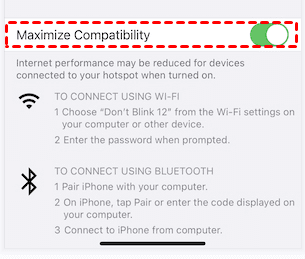 Maximize Compatibility
Internet performance may be reduced for devices
connected to your hotspot when turned on.
TO CONNECT USING WI-FI
1 Choose “Don’t Blink 12” from the Wi-Fi settings on
your computer or other device.
2 Enter the password when prompted.
TO CONNECT USING BLUETOOTH
1 Pair iPhone with your computer.
2 On iPhone, tap Pair or enter the code displayed on
your computer.
3 Connect to iPhone from computer.